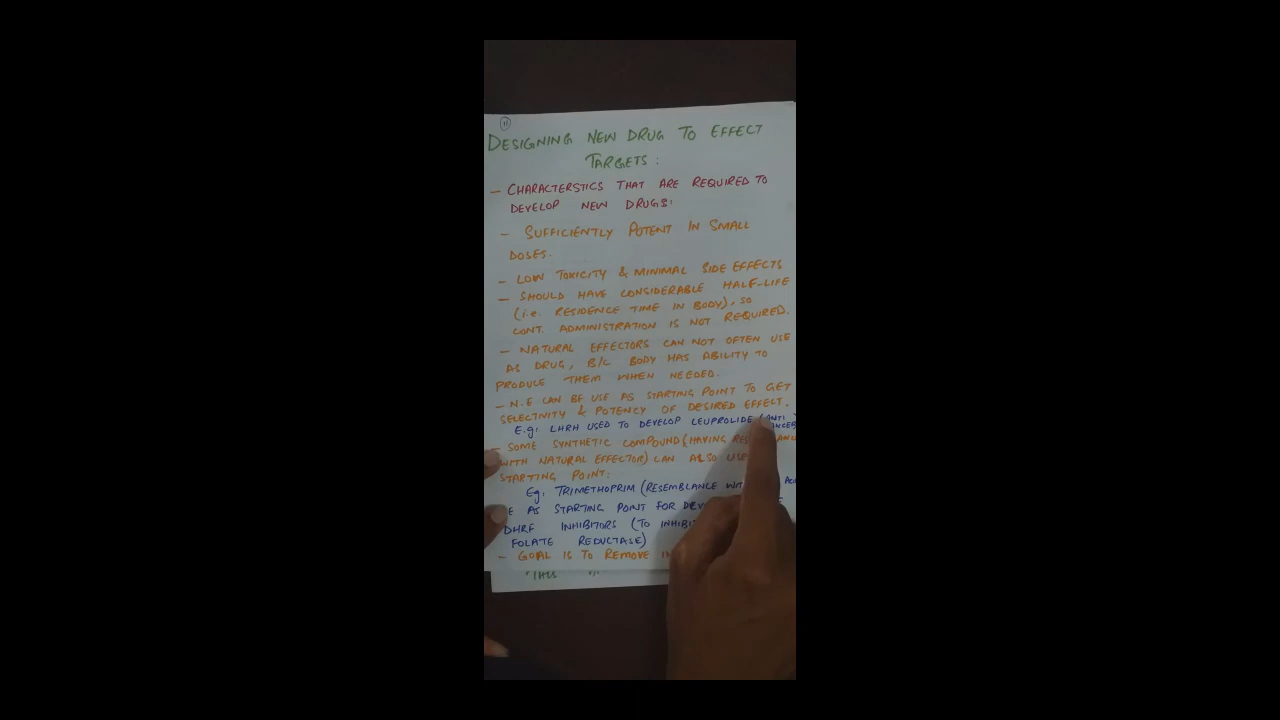 11
DESIGNING NEW DRUG TO EFFECT
TARGETS:
- CHARACTERSTICS THAT ARE REQUIRED TO
DEVELOP NEW DRUGS:
- SUFFICIENTLY POTENT IN SMALL
DOSES.
- LOW TOXICITY & MINIMAL SIDE EFFECTS
- SHOULD HAVE CONSIDERABLE HALF-LIFE
(i.e. RESIDENCE TIME IN BODY), SO
CONT. ADMINISTRATION IS NOT REQUIRED.
- NATURAL EFFECTORS CAN NOT OFTEN USE
AS DRUG, B/C BODY HAS ABILITY TO
PRODUCE THEM WHEN NEEDED.
- N.E CAN BE USE AS STARTING POINT TO GET
SELECTNITY & POTENCY OF DESIRED EFFECT.
E.g: LHRH USED TO DEVELOP LEUPROLIDE (ANTI
- SOME SYNTHETIC COMPOUND (HAVING
WITH NATURAL EFFECTOR) CAN ALSO
STARTING POINT:
Eg: TRIMETHOPRIM (RESEMBLANCE
AS STARTING POINT FOR
DHRF INHIBITORS (TO
FOLATE REDUCTASE)
- GOAL IS TO REMOVE